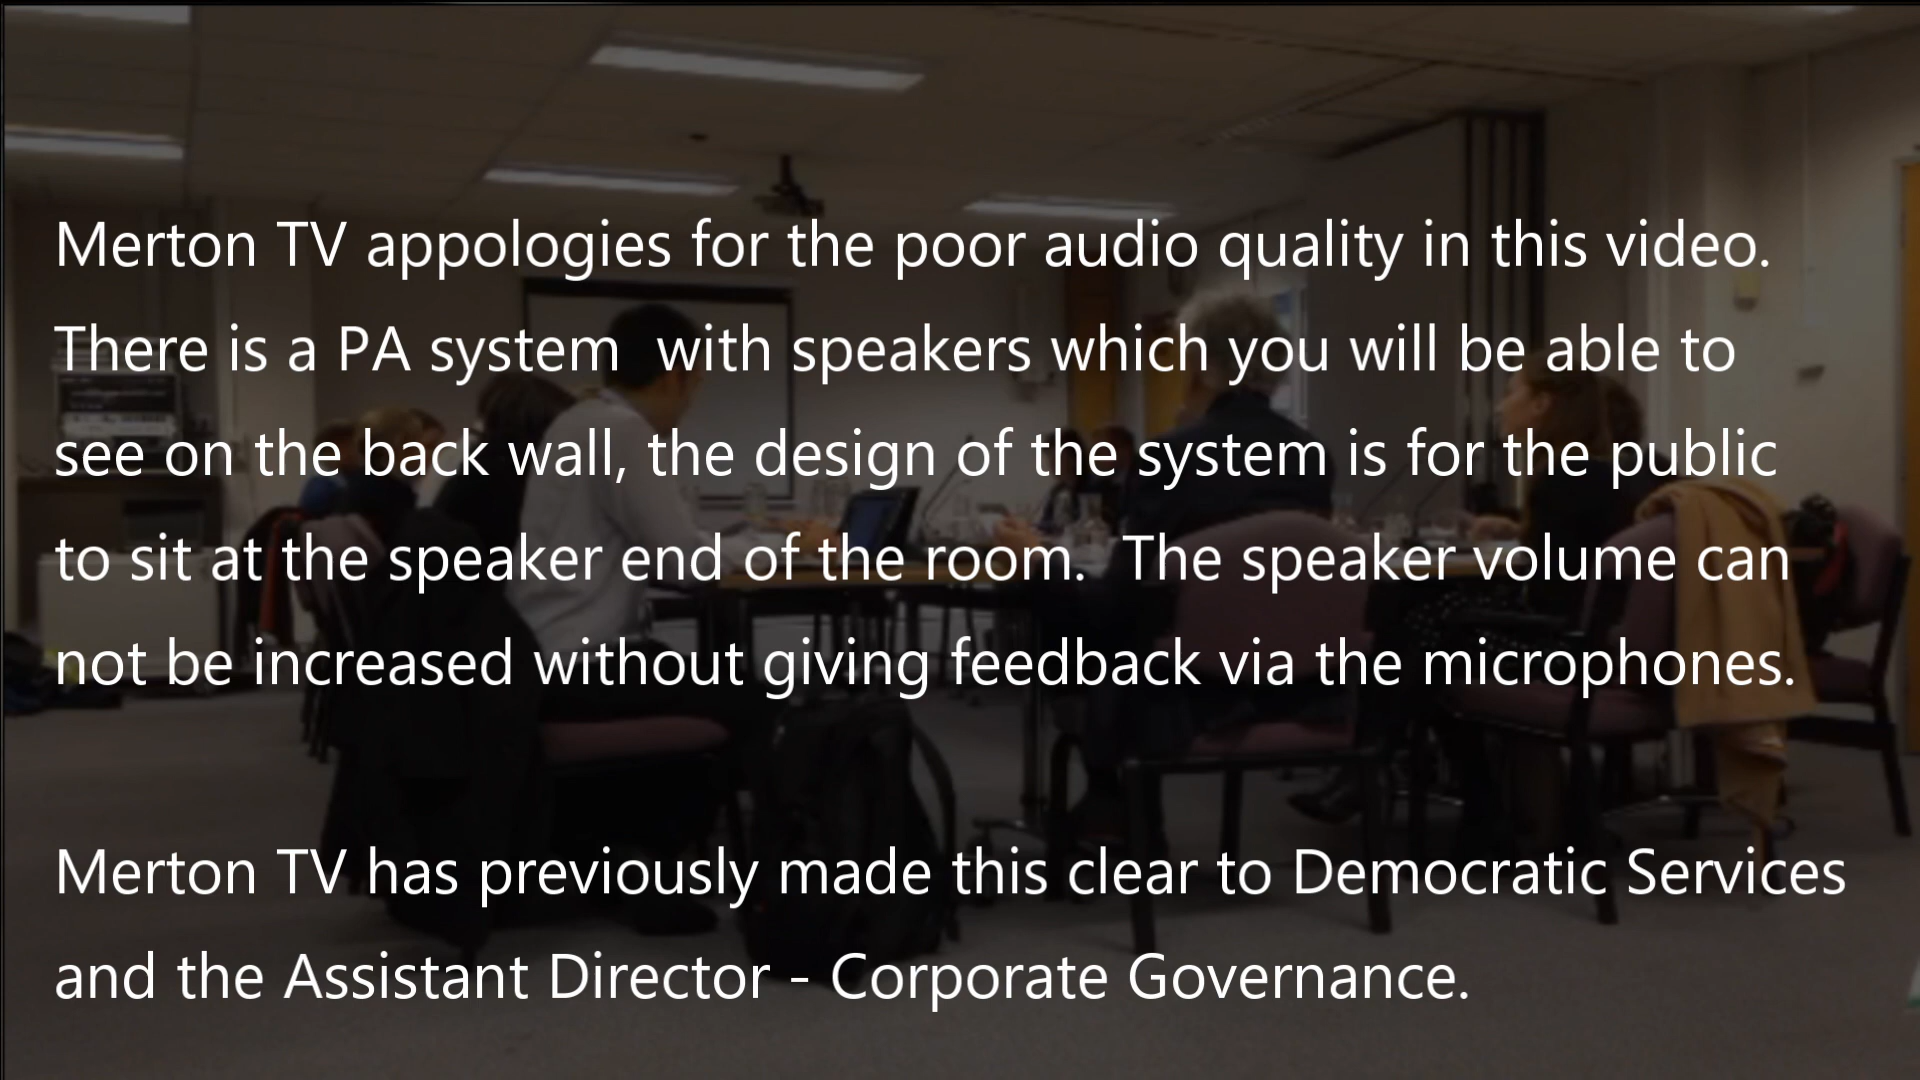 Merton TV appologies for the poor audio quality in this video.
There is a PA system  with speakers which you will be able to
see on the back wall, the design of the system is for the public
to sit at the speaker end of the room.  The speaker volume can
not be increased without giving feedback via the microphones.
Merton TV has previously made this clear to Democratic Services
and the Assistant Director - Corporate Governance.